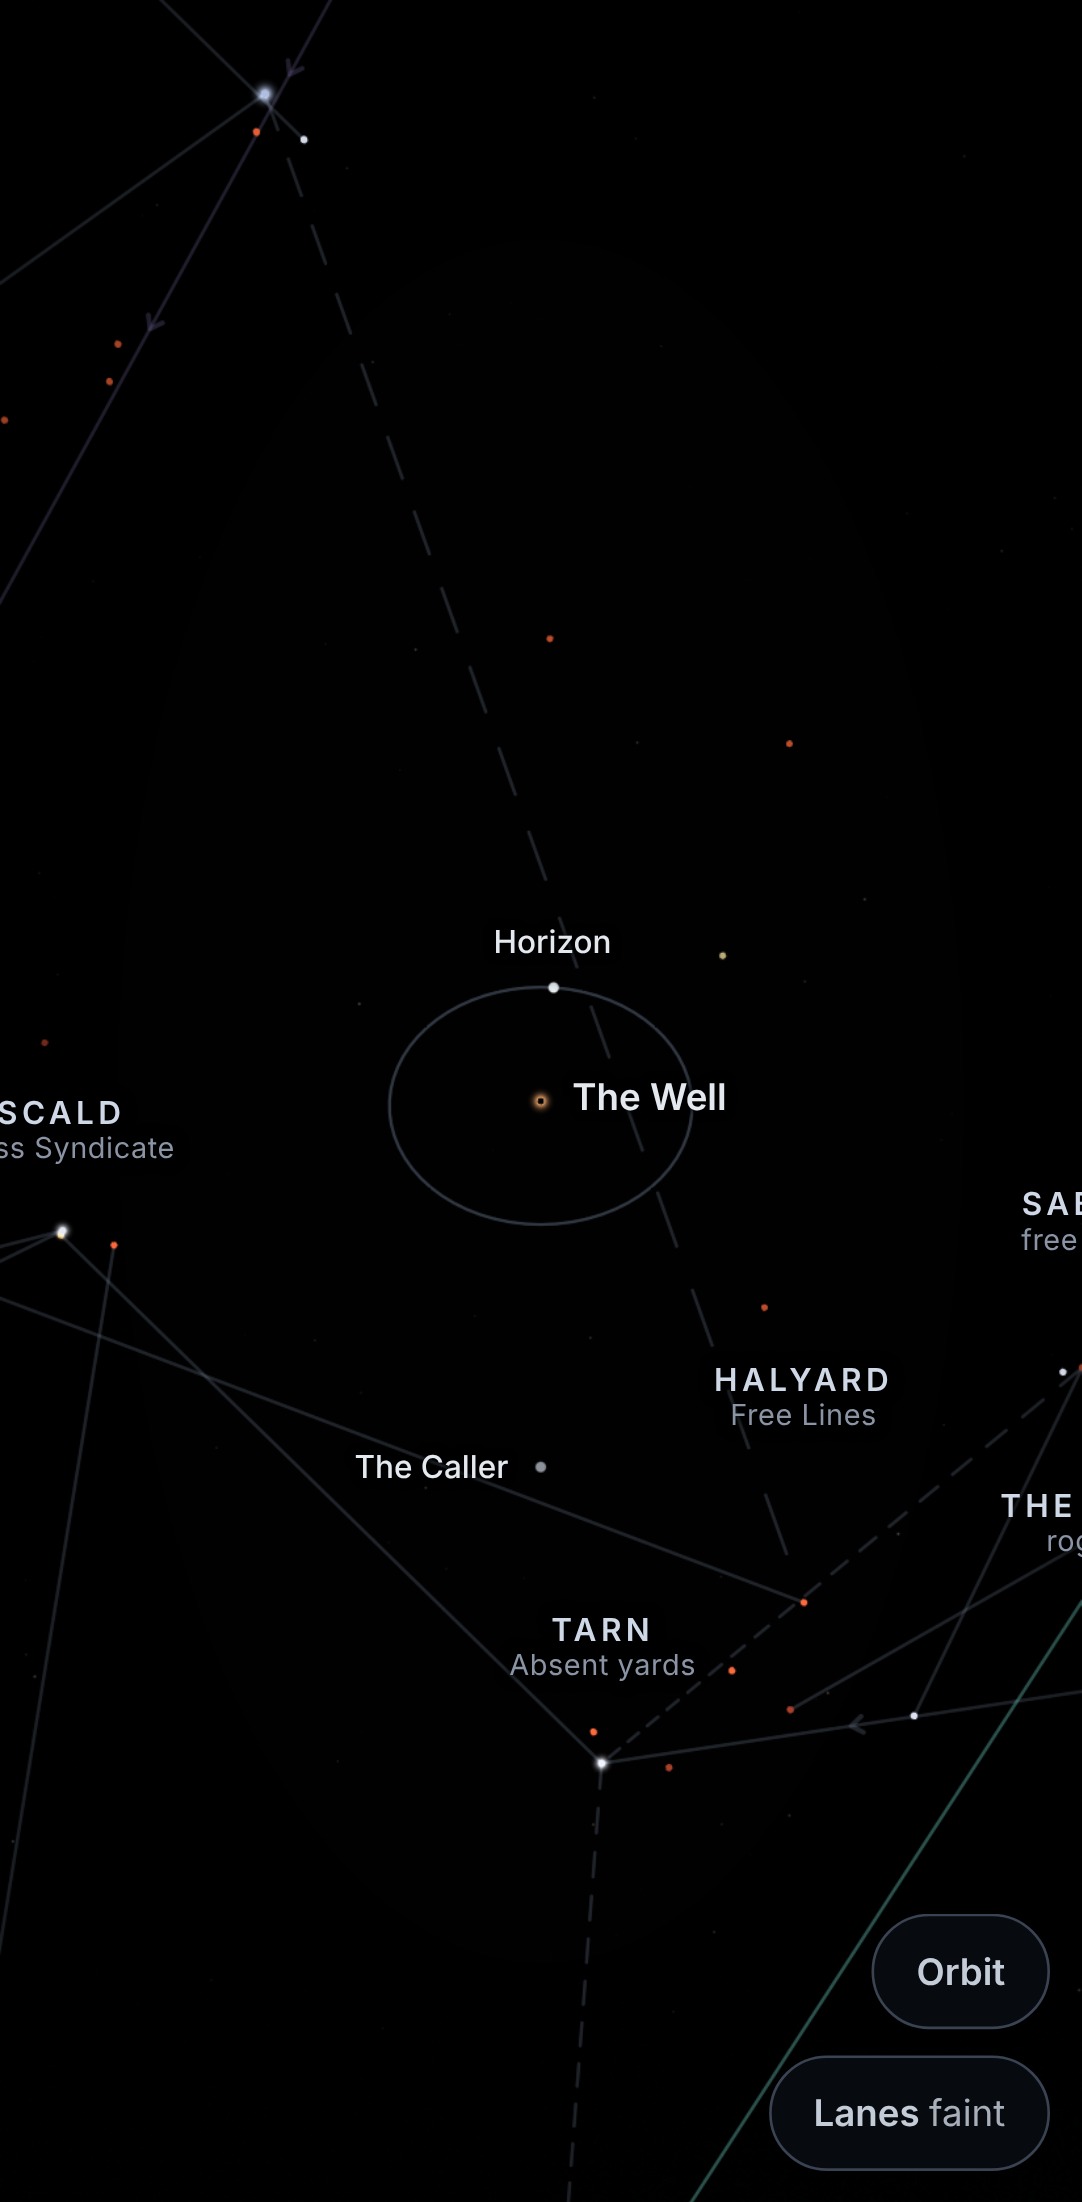 Horizon
The Well
SCALD
ss Syndicate
SAE
free
HALYARD
Free Lines
The Caller
THE
rog
TARN
Absent yards
Orbit
Lanes faint